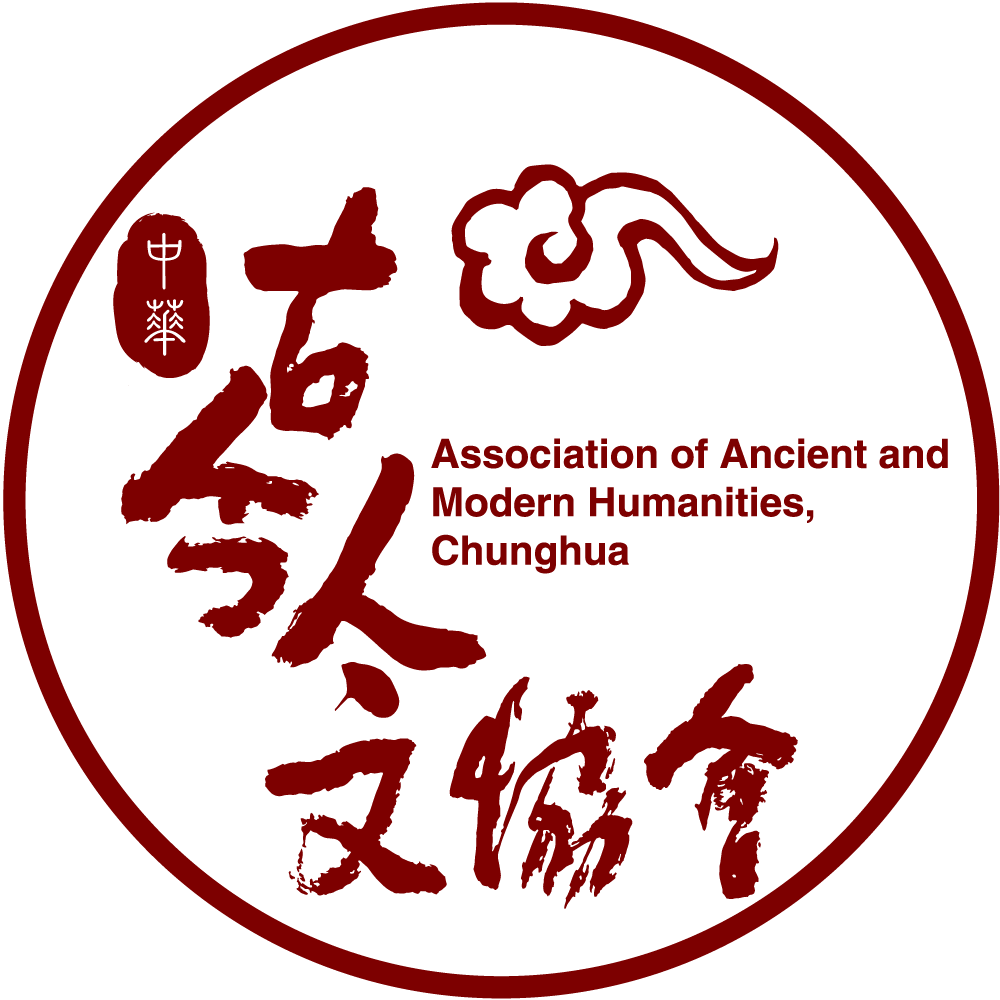 中華
古今人文協會
Association of Ancient and
Modern Humanities,
Chunghua